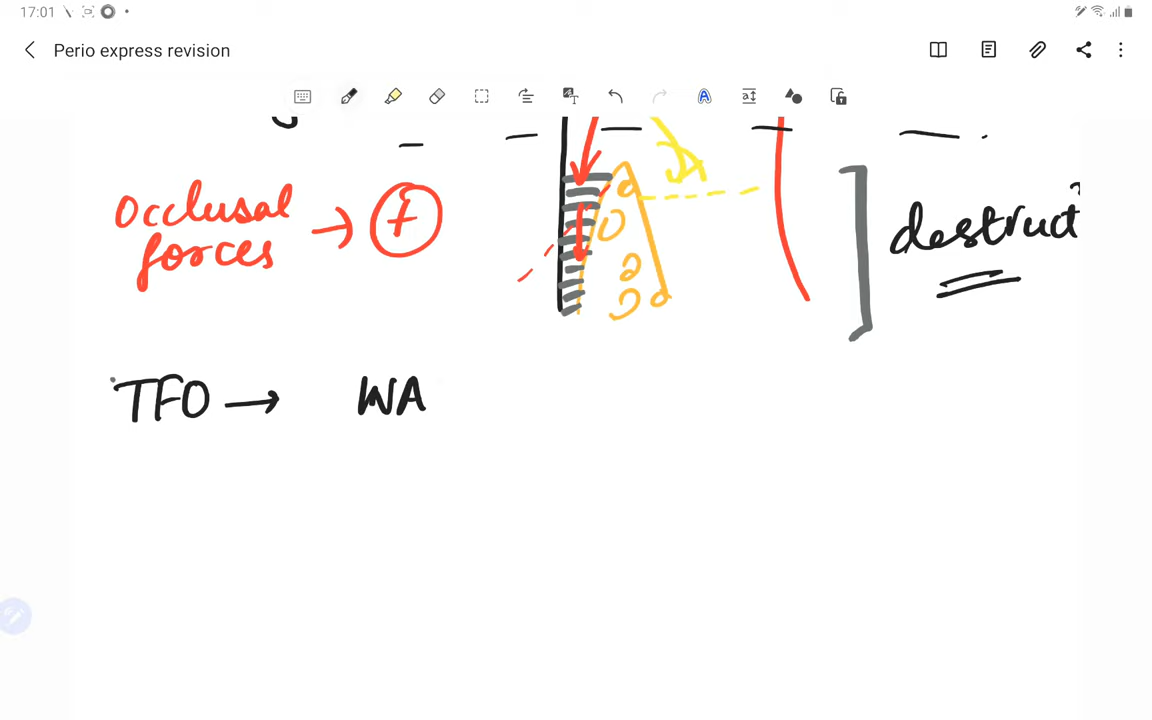 17:01
Perio express revision
Occlusal
forces → +
destruct
TFO → WA